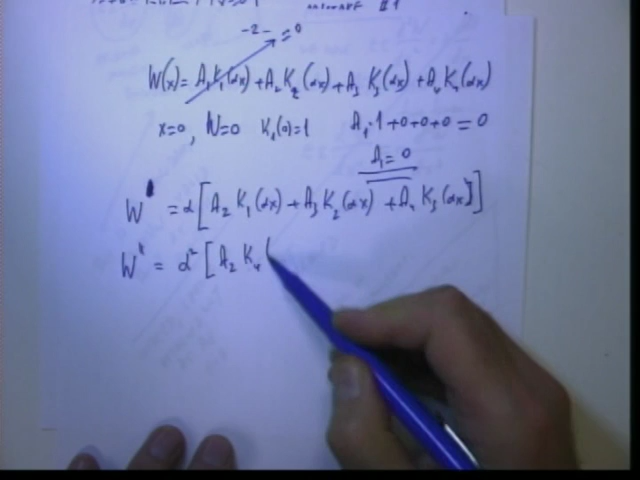 -2- = 0
W(x) = A₁K₁(αx) + A₂K₂(αx) + A₃K₃(αx) + A₄K₄(αx)
x=0, W=0 K₁(0)=1 A₁·1+0+0+0=0
A₁=0
W' = α[A₂K₁(αx) + A₃K₂(αx) + A₄K₃(αx)]
W" = α²[A₂K₄(